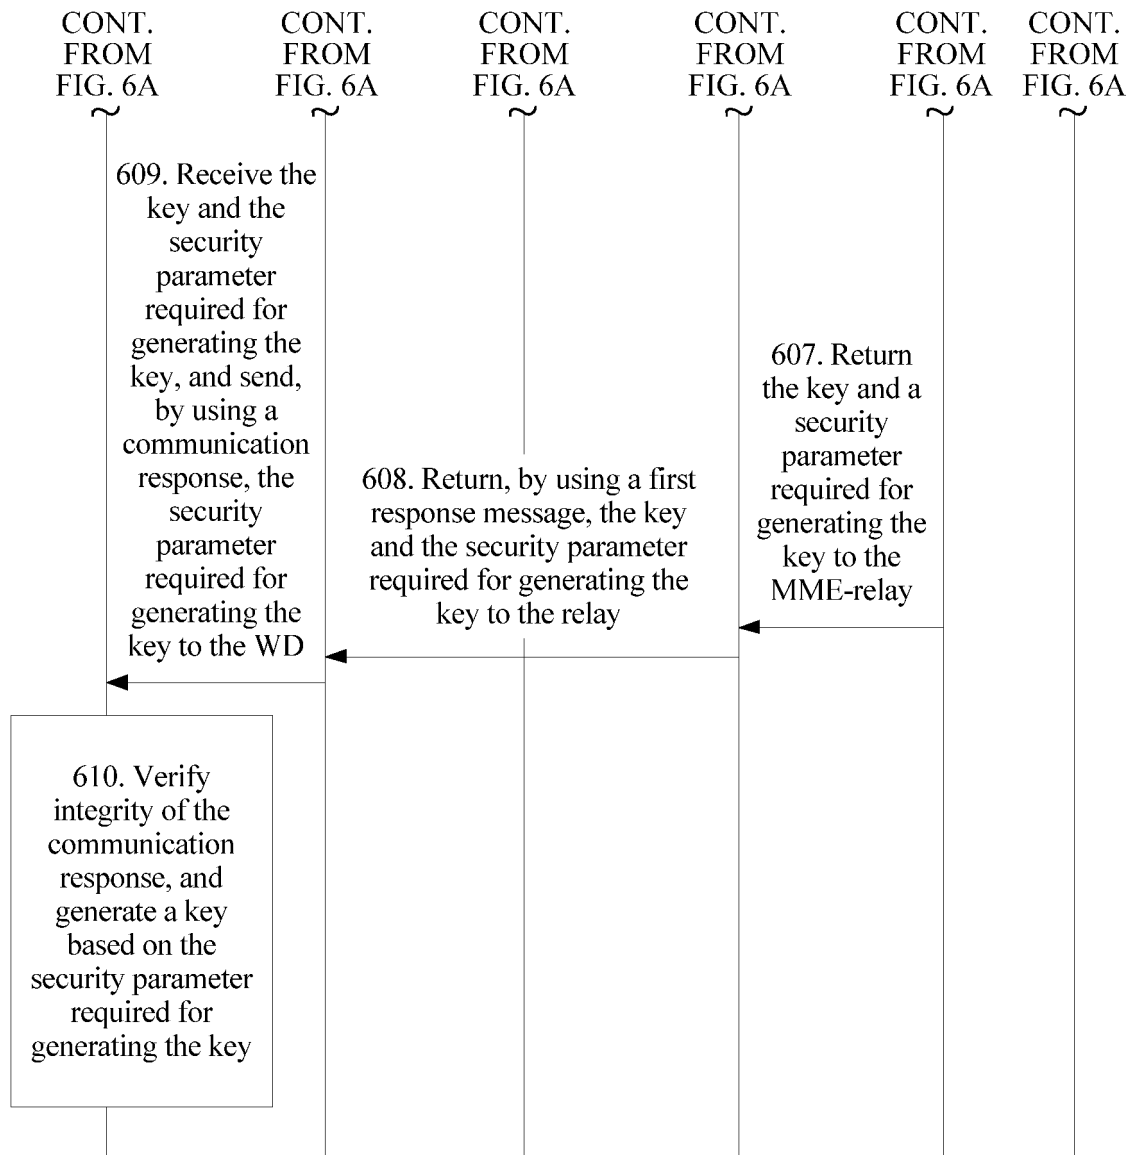 CONT.
FROM
FIG. 6A
CONT.
FROM
FIG. 6A
CONT.
FROM
FIG. 6A
CONT.
FROM
FIG. 6A
CONT.
FROM
FIG. 6A
CONT.
FROM
FIG. 6A
609. Receive the
key and the
security
parameter
required for
generating the
key, and send,
by using a
communication
response, the
security
parameter
required for
generating the
key to the WD
608. Return, by using a first
response message, the key
and the security parameter
required for generating the
key to the relay
607. Return
the key and a
security
parameter
required for
generating the
key to the
MME-relay
610. Verify
integrity of the
communication
response, and
generate a key
based on the
security parameter
required for
generating the key